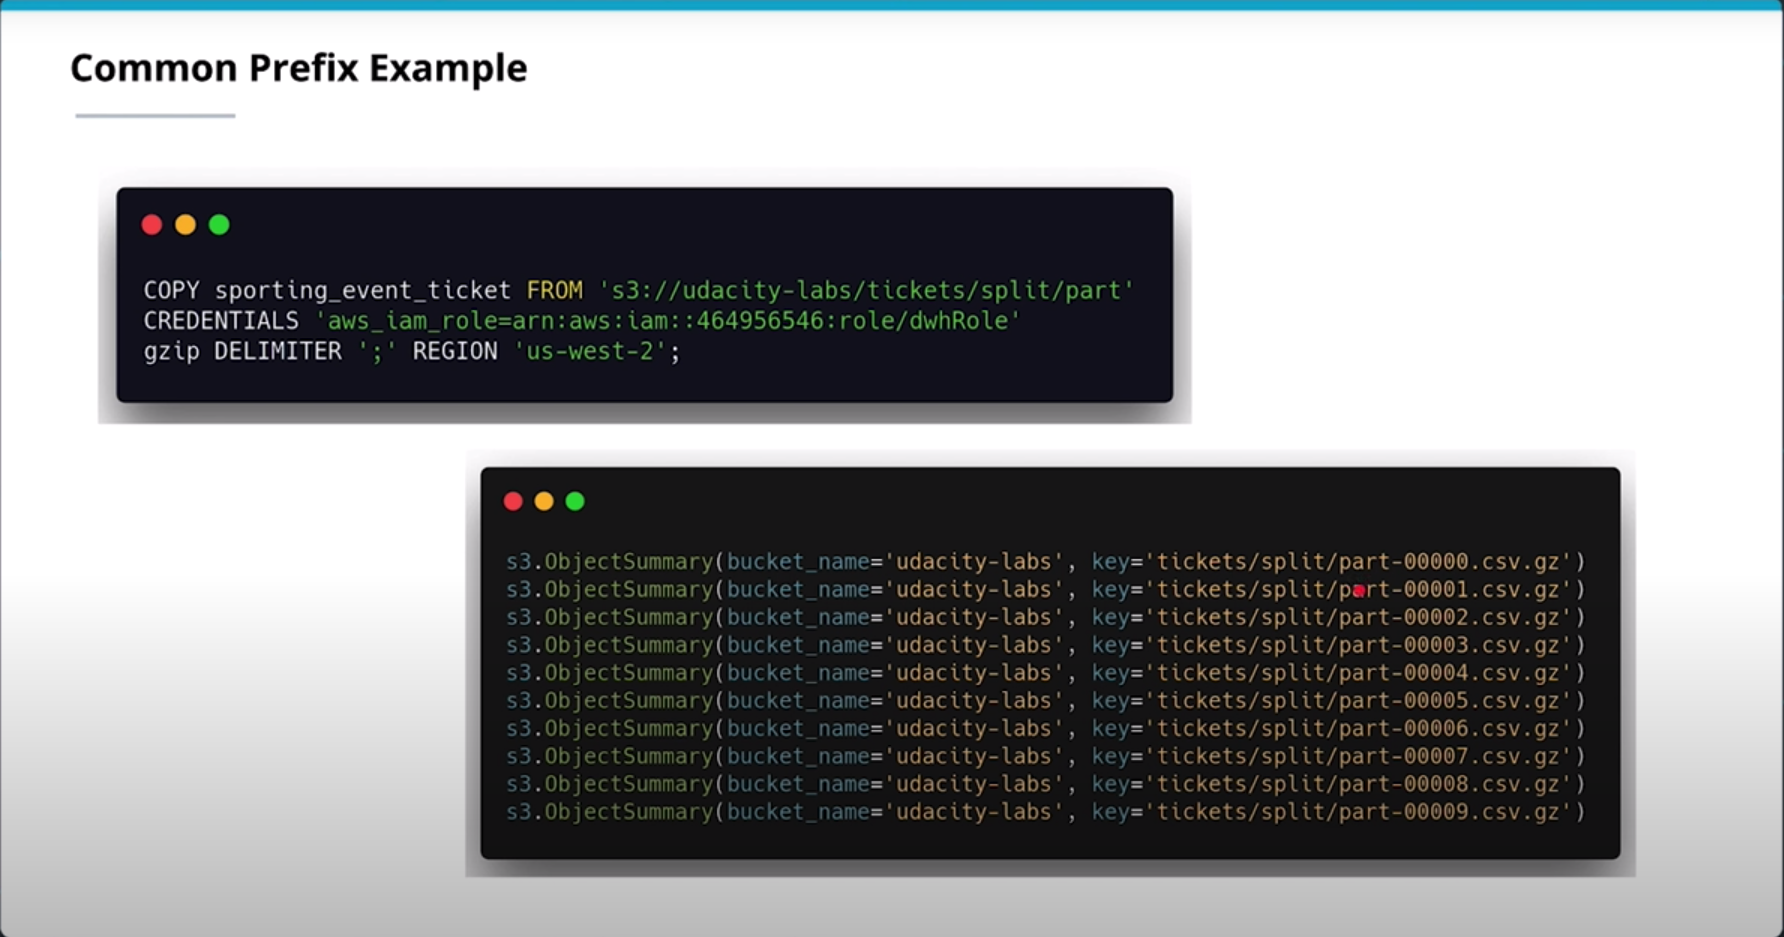 Common Prefix Example
COPY sporting_event_ticket FROM 's3://udacity-labs/tickets/split/part'
CREDENTIALS 'aws_iam_role=arn:aws:iam::464956546:role/dwhRole'
gzip DELIMITER ';' REGION 'us-west-2';
s3.ObjectSummary(bucket_name='udacity-labs', key='tickets/split/part-00000.csv.gz')
s3.ObjectSummary(bucket_name='udacity-labs', key='tickets/split/part-00001.csv.gz')
s3.ObjectSummary(bucket_name='udacity-labs', key='tickets/split/part-00002.csv.gz')
s3.ObjectSummary(bucket_name='udacity-labs', key='tickets/split/part-00003.csv.gz')
s3.ObjectSummary(bucket_name='udacity-labs', key='tickets/split/part-00004.csv.gz')
s3.ObjectSummary(bucket_name='udacity-labs', key='tickets/split/part-00005.csv.gz')
s3.ObjectSummary(bucket_name='udacity-labs', key='tickets/split/part-00006.csv.gz')
s3.ObjectSummary(bucket_name='udacity-labs', key='tickets/split/part-00007.csv.gz')
s3.ObjectSummary(bucket_name='udacity-labs', key='tickets/split/part-00008.csv.gz')
s3.ObjectSummary(bucket_name='udacity-labs', key='tickets/split/part-00009.csv.gz')